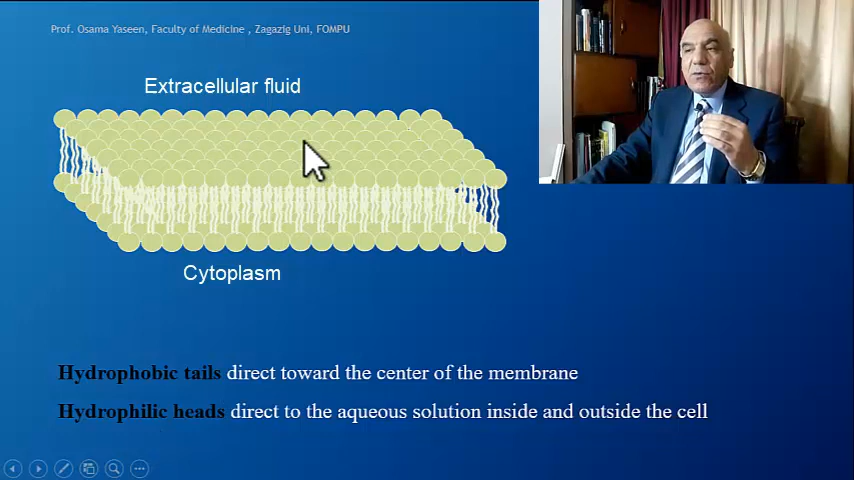 Prof. Osama Yaseen, Faculty of Medicine , Zagazig Uni, FOMPU
Extracellular fluid
Cytoplasm
Hydrophobic tails direct toward the center of the membrane
Hydrophilic heads direct to the aqueous solution inside and outside the cell